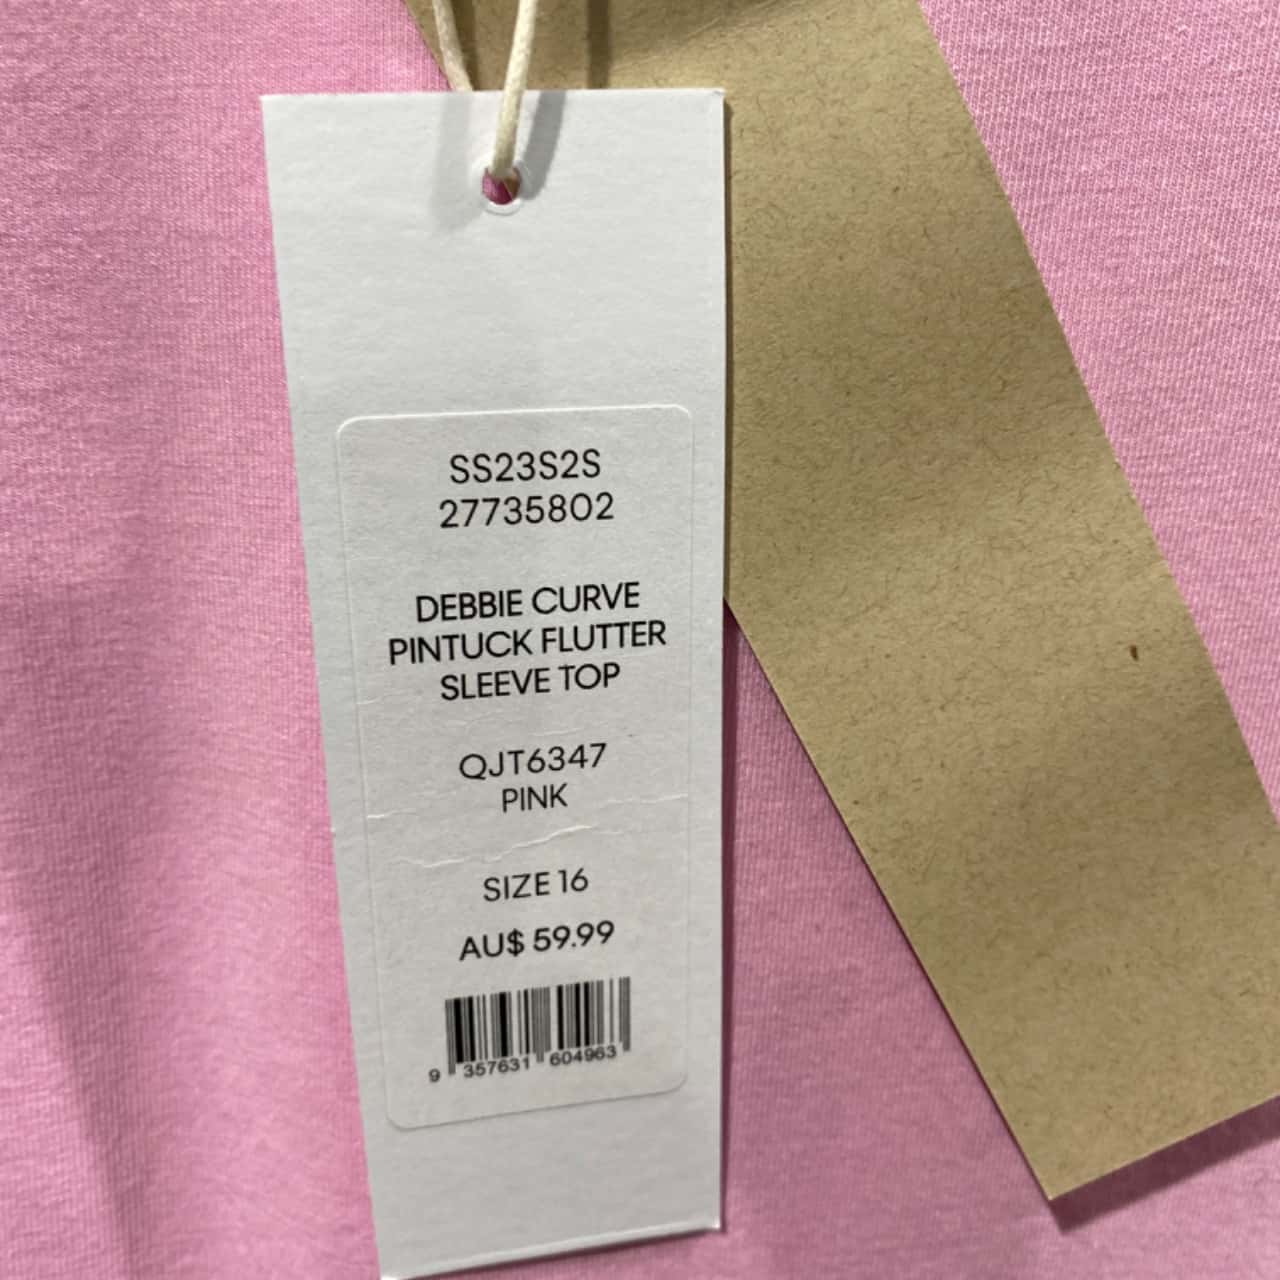 SS23S2S
27735802
DEBBIE CURVE
PINTUCK FLUTTER
SLEEVE TOP
QJT6347
PINK
SIZE 16
AU$ 59.99
9 357631 604963